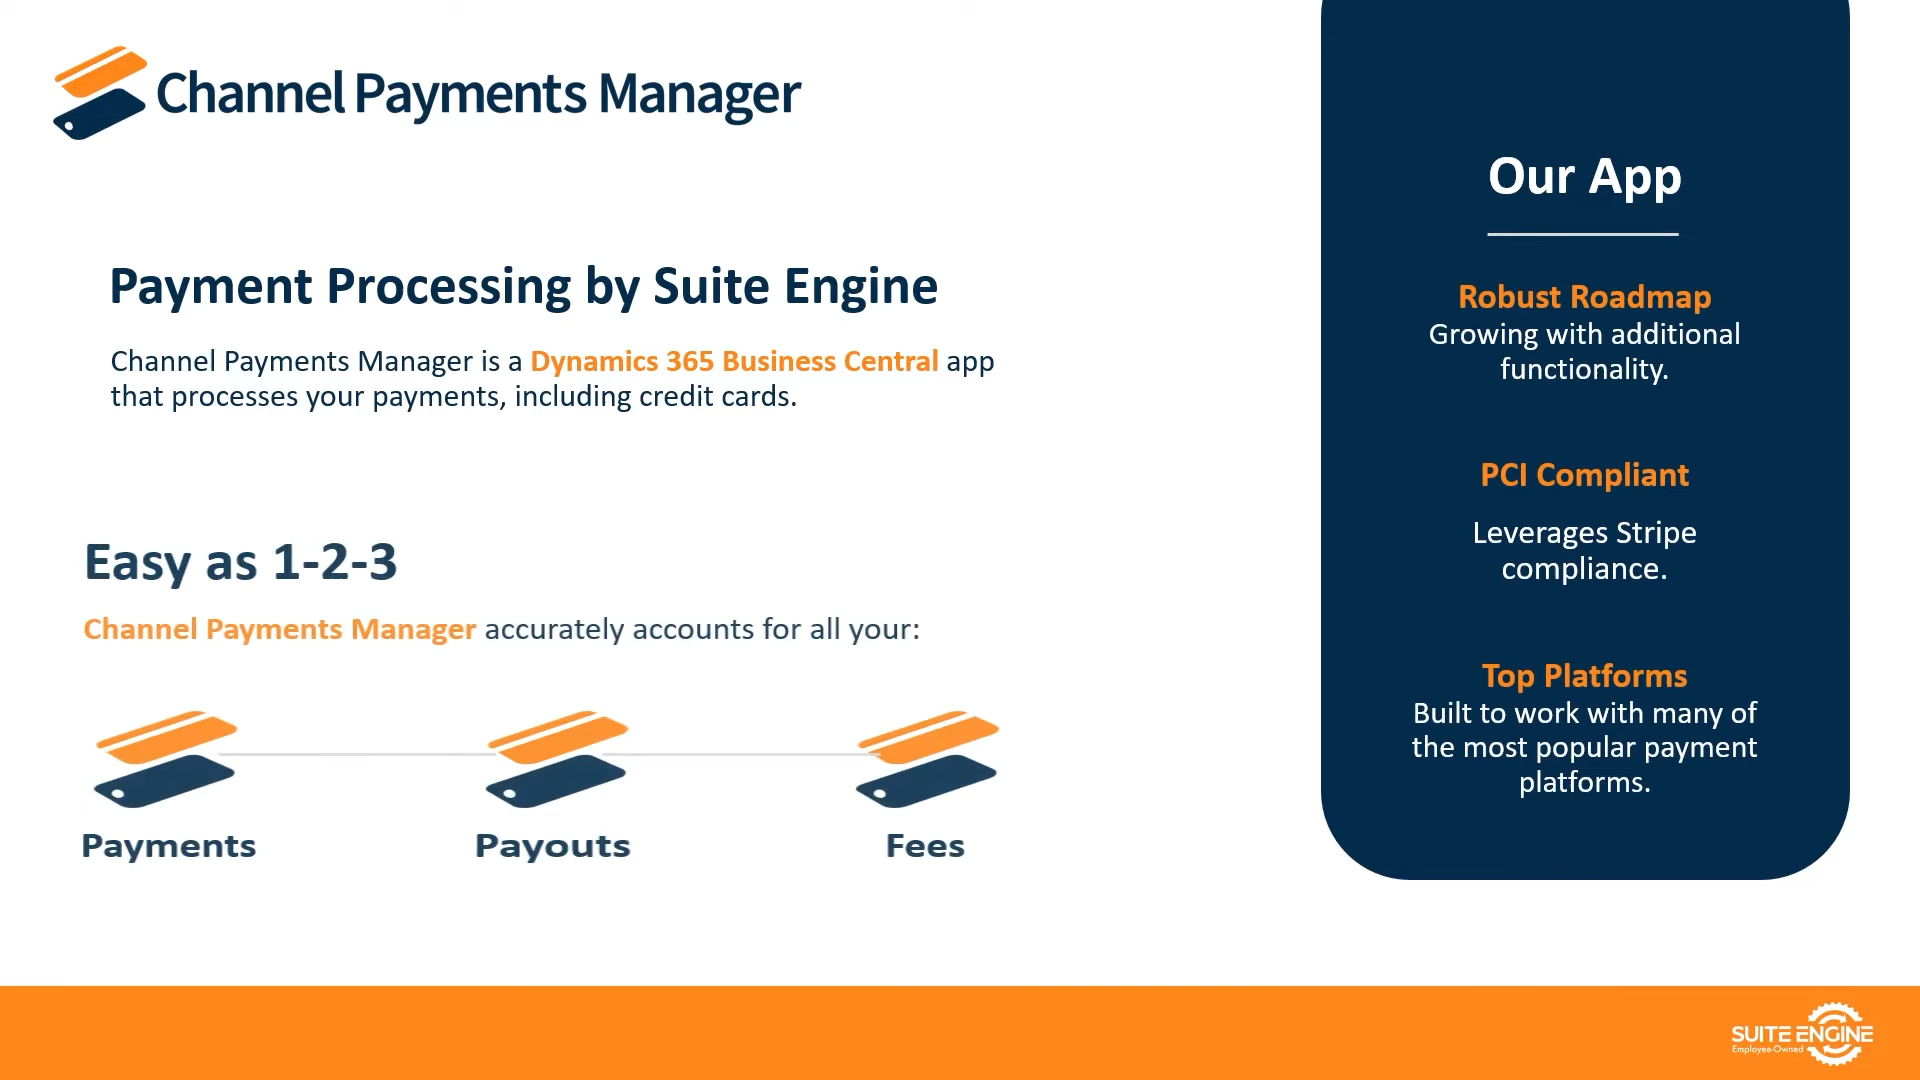 Channel Payments Manager
Payment Processing by Suite Engine
Channel Payments Manager is a Dynamics 365 Business Central app
that processes your payments, including credit cards.
Easy as 1-2-3
Channel Payments Manager accurately accounts for all your:
Payments
Payouts
Fees
Our App
Robust Roadmap
Growing with additional
functionality.
PCI Compliant
Leverages Stripe
compliance.
Top Platforms
Built to work with many of
the most popular payment
platforms.
SUITE ENGINE
Employee-Owned